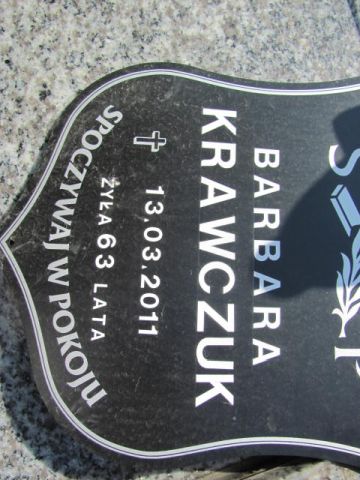 Ś P
BARBARA
KRAWCZUK
✝ 13.03.2011
ŻYŁA 63 LATA
SPOCZYWAJ W POKOJU